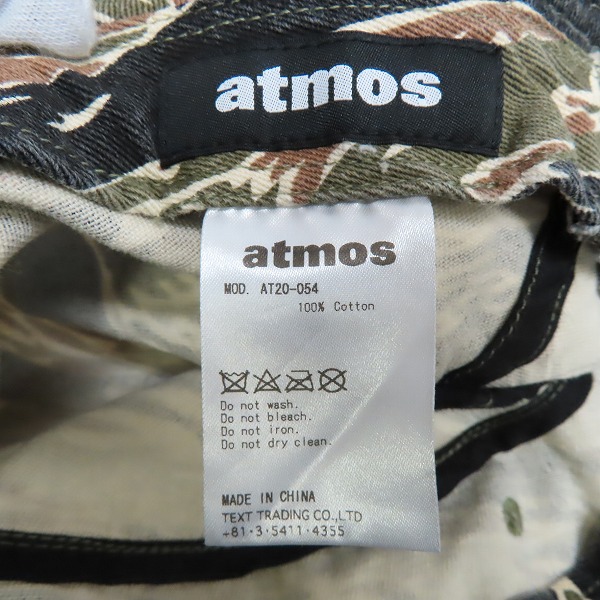 atmos
atmos
MOD. AT20-054
100% Cotton
Do not wash.
Do not bleach.
Do not iron.
Do not dry clean.
MADE IN CHINA
TEXT TRADING CO.,LTD
+81・3・5411・4355